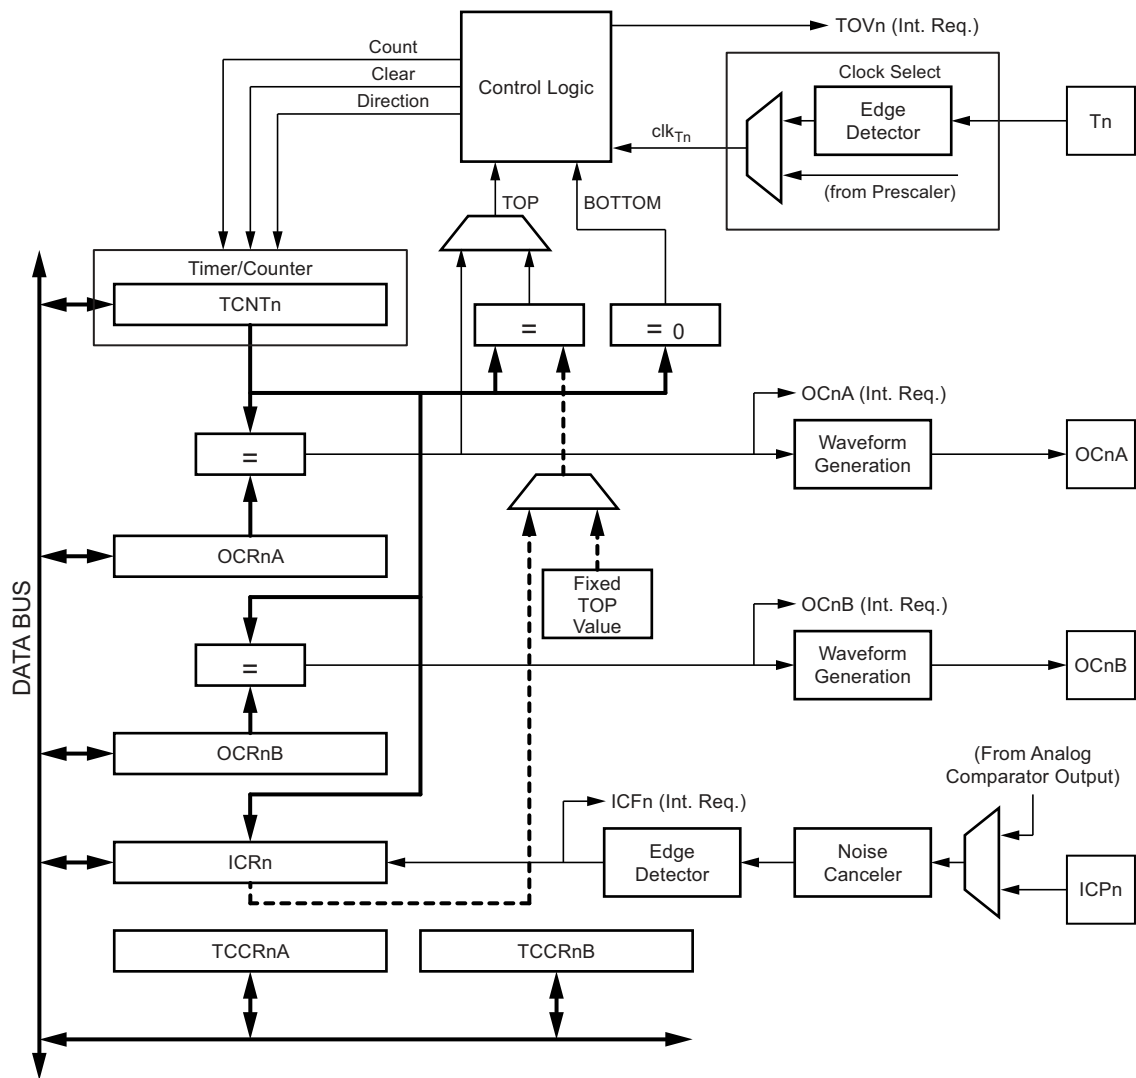 TOVn (Int. Req.)
Count
Clear
Direction
Control Logic
Clock Select
Edge
Detector
Tn
clkTn
(from Prescaler)
TOP
BOTTOM
Timer/Counter
TCNTn
=
= 0
OCnA (Int. Req.)
=
Waveform
Generation
OCnA
OCRnA
Fixed
TOP
Value
DATA BUS
OCnB (Int. Req.)
=
Waveform
Generation
OCnB
OCRnB
(From Analog
Comparator Output)
ICFn (Int. Req.)
ICRn
Edge
Detector
Noise
Canceler
ICPn
TCCRnA
TCCRnB